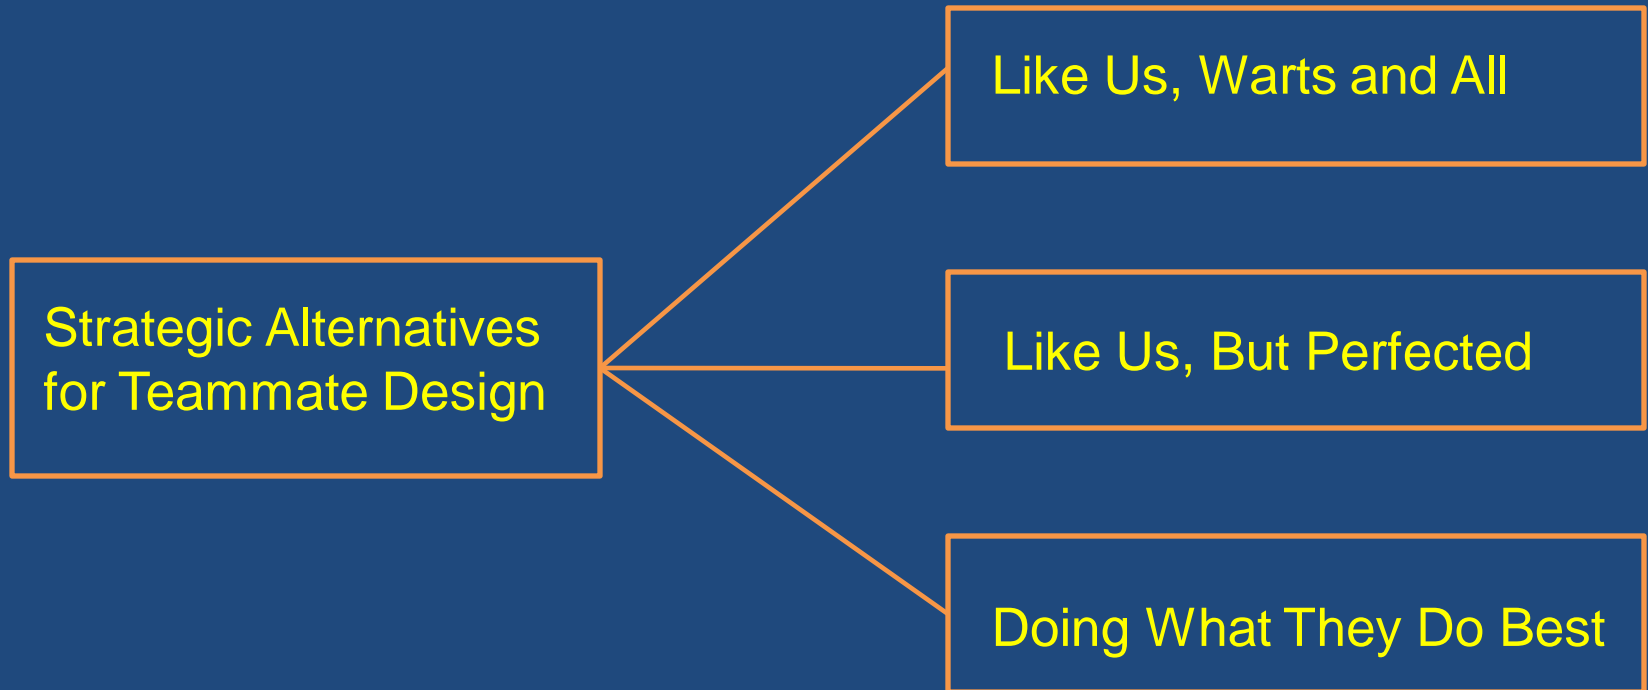 Like Us, Warts and All
Strategic Alternatives
for Teammate Design
Like Us, But Perfected
Doing What They Do Best